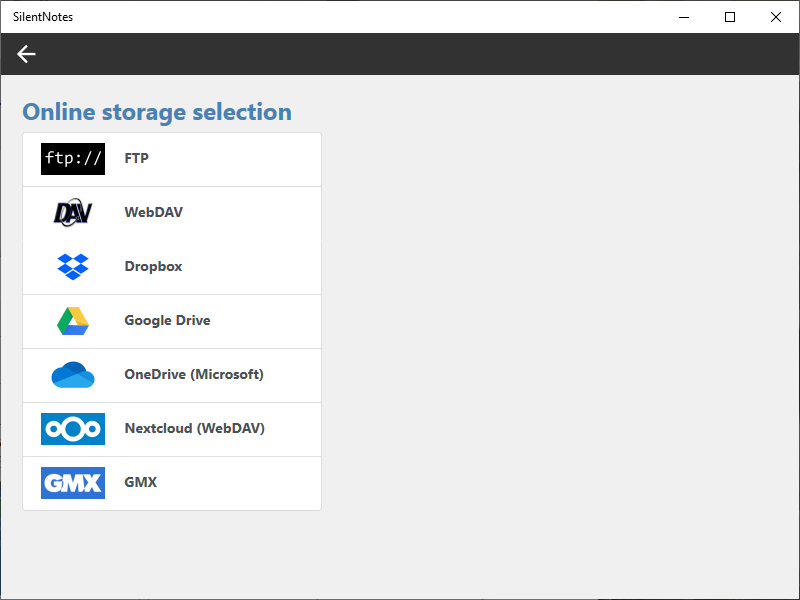 SilentNotes
Online storage selection
ftp:// FTP
DAV WebDAV
Dropbox
Google Drive
OneDrive (Microsoft)
Nextcloud (WebDAV)
GMX GMX